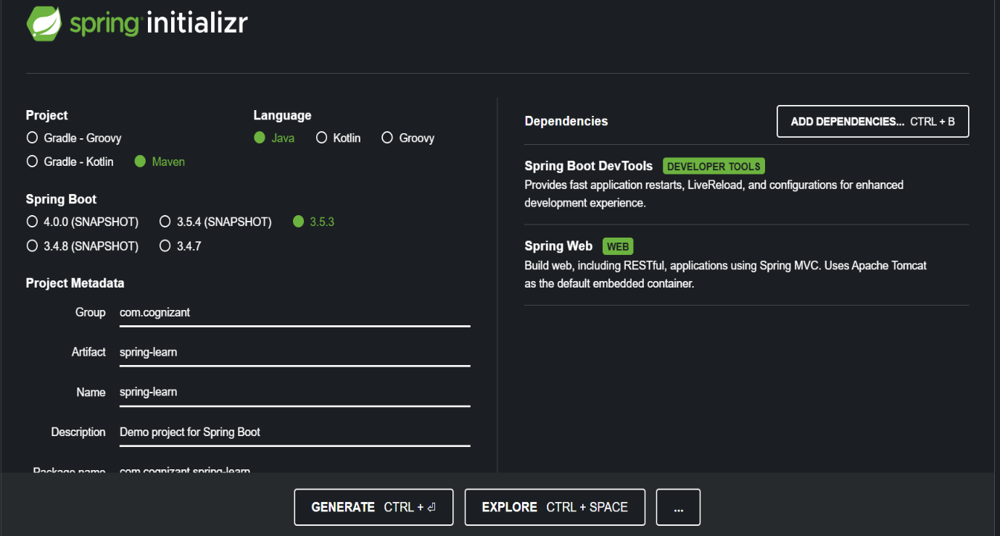 spring initializr
Project
Gradle - Groovy
Gradle - Kotlin Maven
Language
Java Kotlin Groovy
Spring Boot
4.0.0 (SNAPSHOT) 3.5.4 (SNAPSHOT) 3.5.3
3.4.8 (SNAPSHOT) 3.4.7
Project Metadata
Group com.cognizant
Artifact spring-learn
Name spring-learn
Description Demo project for Spring Boot
Package name com.cognizant.spring-learn
Dependencies ADD DEPENDENCIES... CTRL + B
Spring Boot DevTools DEVELOPER TOOLS
Provides fast application restarts, LiveReload, and configurations for enhanced
development experience.
Spring Web WEB
Build web, including RESTful, applications using Spring MVC. Uses Apache Tomcat
as the default embedded container.
GENERATE CTRL + ⏎ EXPLORE CTRL + SPACE ...